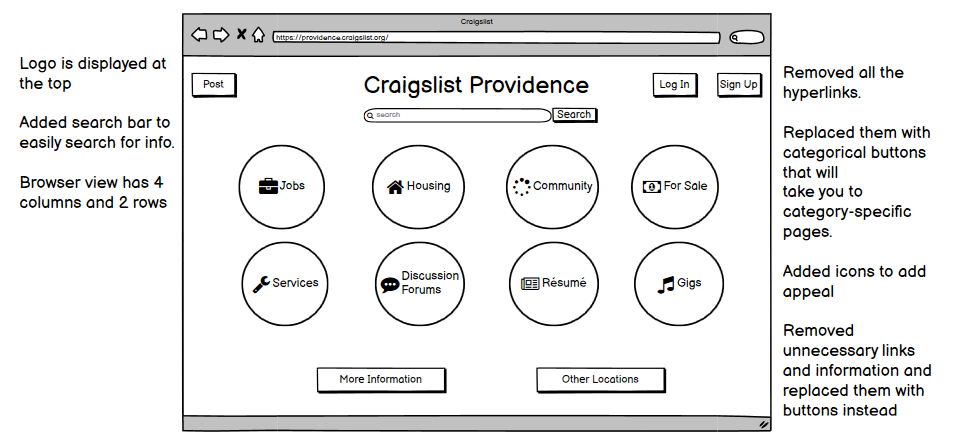 Craigslist
https://providence.craigslist.org/
Logo is displayed at
the top
Added search bar to
easily search for info.
Browser view has 4
columns and 2 rows
Post
Craigslist Providence
Log In
Sign Up
search
Search
Jobs
Housing
Community
For Sale
Services
Discussion
Forums
Résumé
Gigs
More Information
Other Locations
Removed all the
hyperlinks.
Replaced them with
categorical buttons
that will
take you to
category-specific
pages.
Added icons to add
appeal
Removed
unnecessary links
and information and
replaced them with
buttons instead